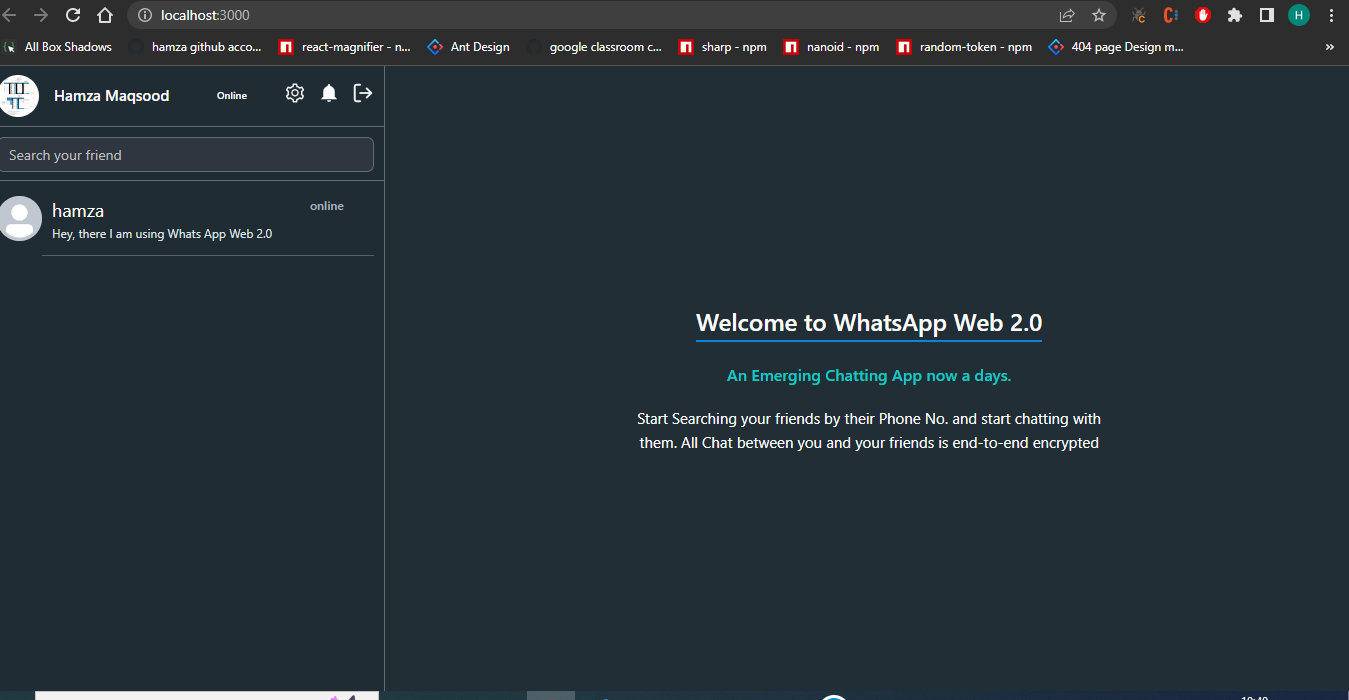 localhost:3000
H
All Box Shadows
hamza github acco...
react-magnifier - n...
Ant Design
google classroom c...
sharp - npm
nanoid - npm
random-token - npm
404 page Design m...
»
Hamza Maqsood
Online
Search your friend
hamza
online
Hey, there I am using Whats App Web 2.0
Welcome to WhatsApp Web 2.0
An Emerging Chatting App now a days.
Start Searching your friends by their Phone No. and start chatting with
them. All Chat between you and your friends is end-to-end encrypted